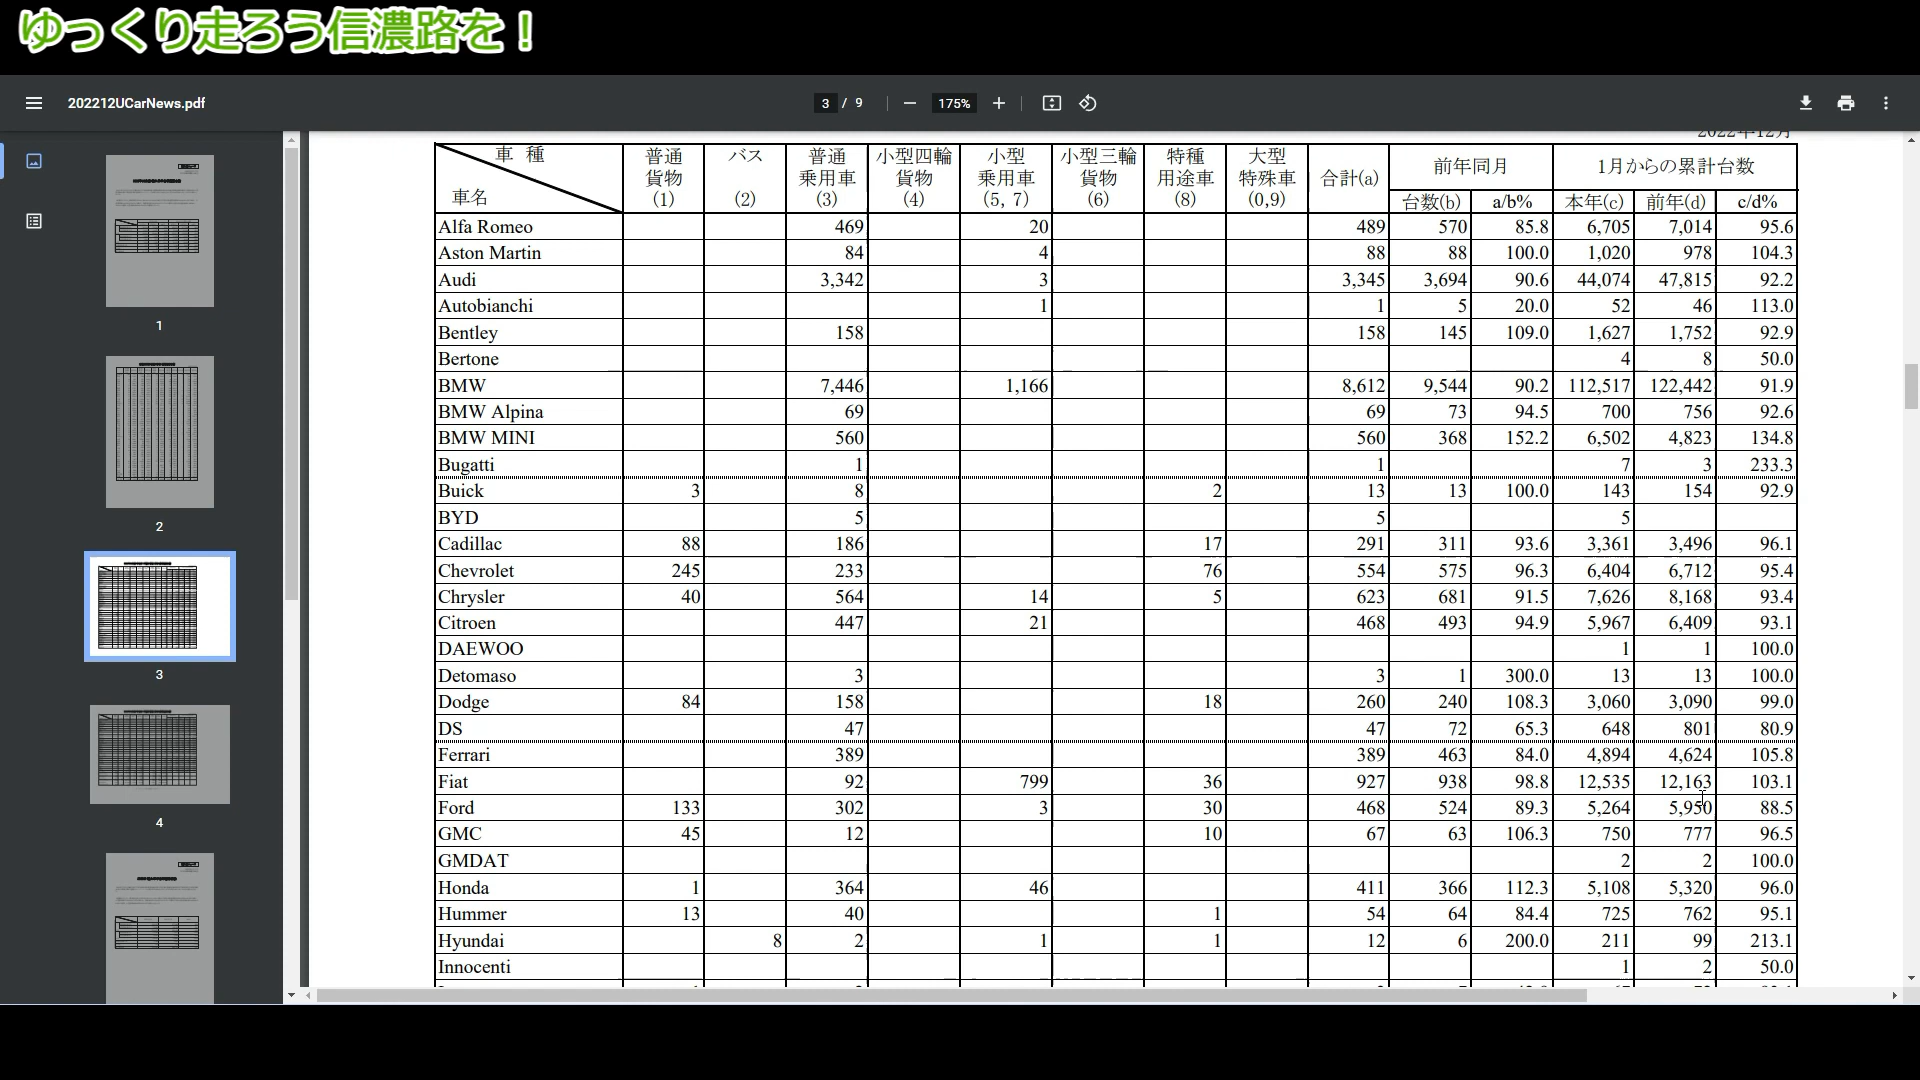 ゆっくり走ろう信濃路を！
202212UCarNews.pdf
3 / 9
175%
1
2
3
4
2022年12月
車種 車名 普通貨物(1) バス(2) 普通乗用車(3) 小型四輪貨物(4) 小型乗用車(5, 7) 小型三輪貨物(6) 特種用途車(8) 大型特殊車(0,9) 合計(a) 前年同月 1月からの累計台数
台数(b) a/b% 本年(c) 前年(d) c/d%
Alfa Romeo 469 20 489 570 85.8 6,705 7,014 95.6
Aston Martin 84 4 88 88 100.0 1,020 978 104.3
Audi 3,342 3 3,345 3,694 90.6 44,074 47,815 92.2
Autobianchi 1 1 5 20.0 52 46 113.0
Bentley 158 158 145 109.0 1,627 1,752 92.9
Bertone 4 8 50.0
BMW 7,446 1,166 8,612 9,544 90.2 112,517 122,442 91.9
BMW Alpina 69 69 73 94.5 700 756 92.6
BMW MINI 560 560 368 152.2 6,502 4,823 134.8
Bugatti 1 1 7 3 233.3
Buick 3 8 2 13 13 100.0 143 154 92.9
BYD 5 5 5
Cadillac 88 186 17 291 311 93.6 3,361 3,496 96.1
Chevrolet 245 233 76 554 575 96.3 6,404 6,712 95.4
Chrysler 40 564 14 5 623 681 91.5 7,626 8,168 93.4
Citroen 447 21 468 493 94.9 5,967 6,409 93.1
DAEWOO 1 1 100.0
Detomaso 3 3 1 300.0 13 13 100.0
Dodge 84 158 18 260 240 108.3 3,060 3,090 99.0
DS 47 47 72 65.3 648 801 80.9
Ferrari 389 389 463 84.0 4,894 4,624 105.8
Fiat 92 799 36 927 938 98.8 12,535 12,163 103.1
Ford 133 302 3 30 468 524 89.3 5,264 5,950 88.5
GMC 45 12 10 67 63 106.3 750 777 96.5
GMDAT 2 2 100.0
Honda 1 364 46 411 366 112.3 5,108 5,320 96.0
Hummer 13 40 1 54 64 84.4 725 762 95.1
Hyundai 8 2 1 1 12 6 200.0 211 99 213.1
Innocenti 1 2 50.0